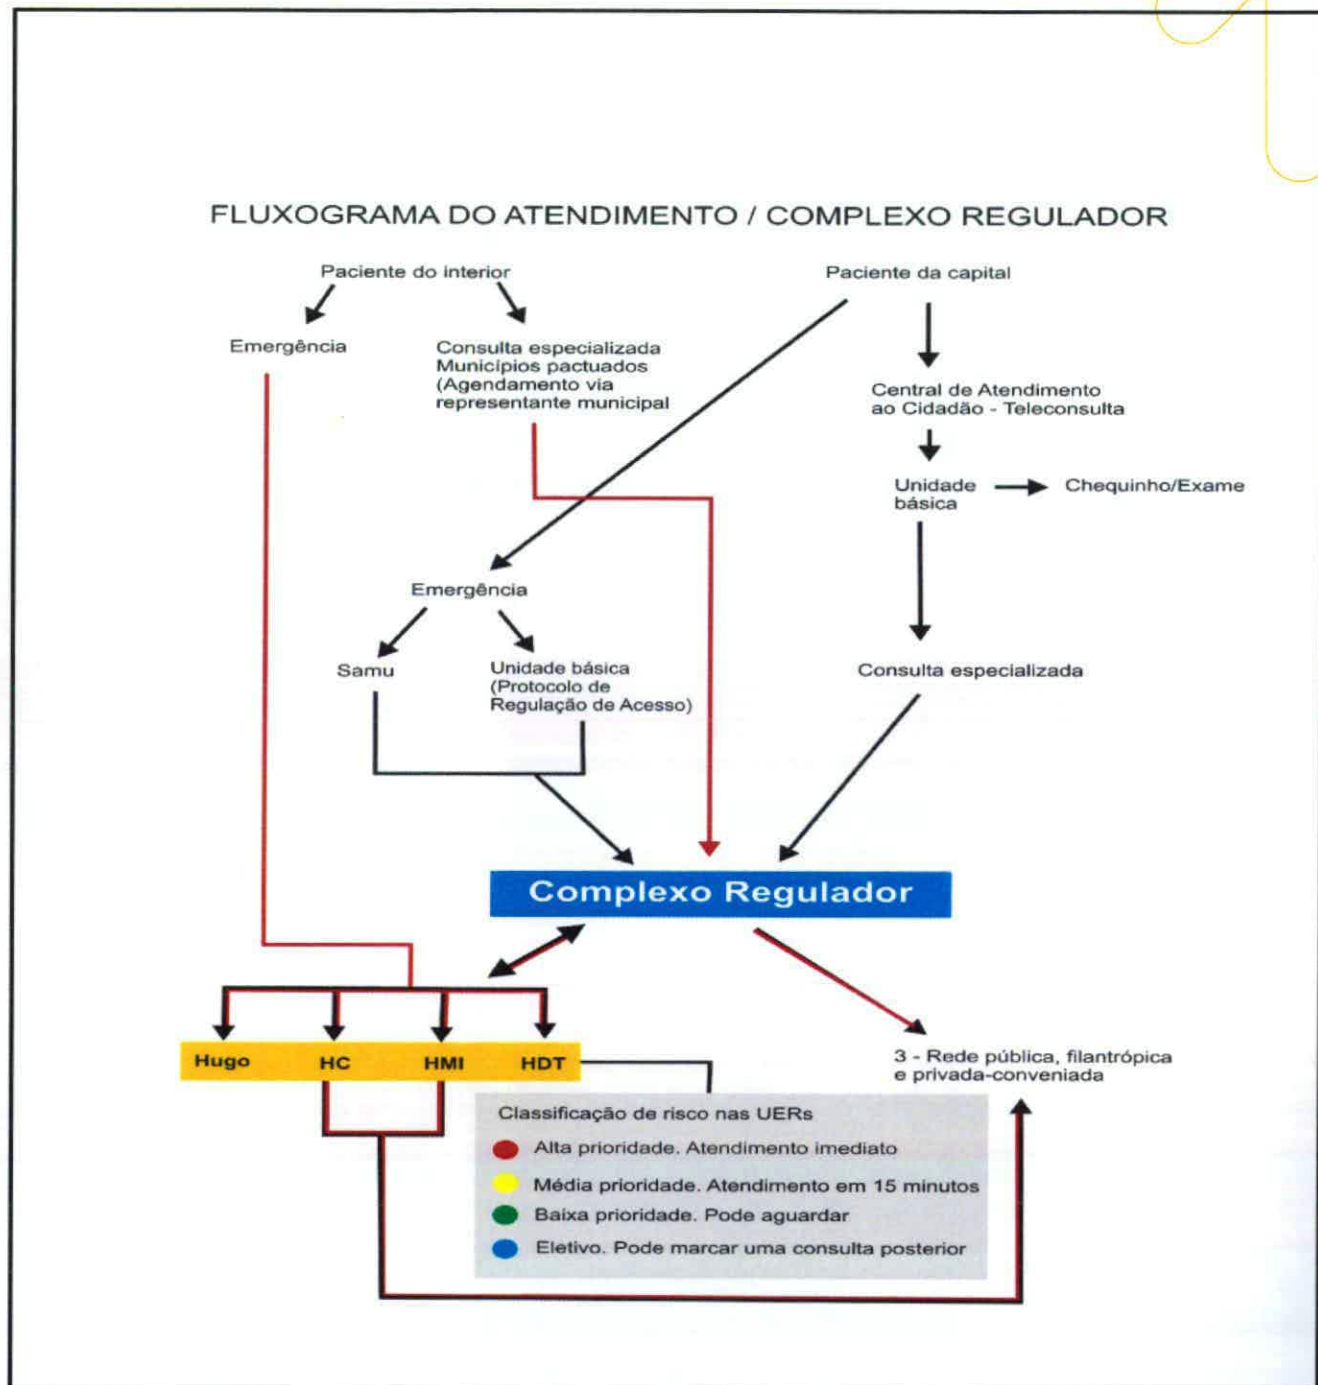 FLUXOGRAMA DO ATENDIMENTO / COMPLEXO REGULADOR
Paciente do interior
Paciente da capital
Emergência
Consulta especializada
Municípios pactuados
(Agendamento via
representante municipal
Central de Atendimento
ao Cidadão - Teleconsulta
Unidade
básica
Chequinho/Exame
Emergência
Samu
Unidade básica
(Protocolo de
Regulação de Acesso)
Consulta especializada
Complexo Regulador
Hugo
HC
HMI
HDT
3 - Rede pública, filantrópica
e privada-conveniada
Classificação de risco nas UERs
Alta prioridade. Atendimento imediato
Média prioridade. Atendimento em 15 minutos
Baixa prioridade. Pode aguardar
Eletivo. Pode marcar uma consulta posterior